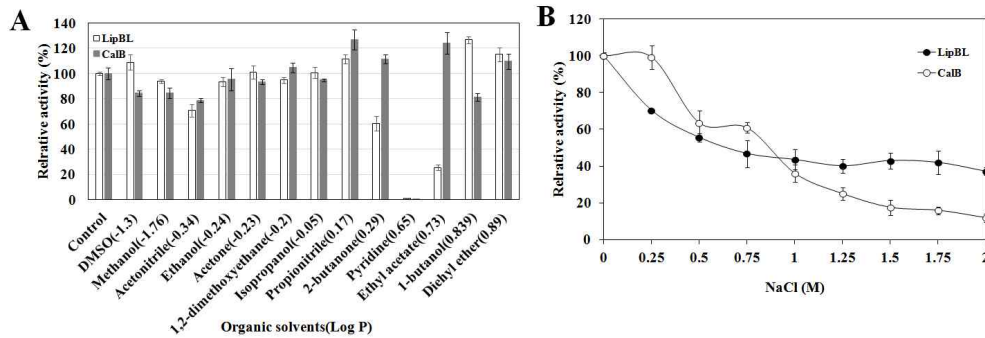 A
Relrative activity (%)
140
120
100
80
60
40
20
0
LipBL
CalB
Control
DMSO(-1.3)
Methanol(-1.76)
Acetonitrile(-0.34)
Ethanol(-0.24)
Acetone(-0.23)
1,2-dimethoxyethane(-0.2)
Isopropanol(-0.05)
Propionitrile(0.17)
2-butanone(0.29)
Pyridine(0.65)
Ethyl acetate(0.73)
1-butanol(0.839)
Diehyl ether(0.89)
Organic solvents(Log P)
B
Relrative activity (%)
120
100
80
60
40
20
0
LipBL
CalB
0 0.25 0.5 0.75 1 1.25 1.5 1.75 2
NaCl (M)